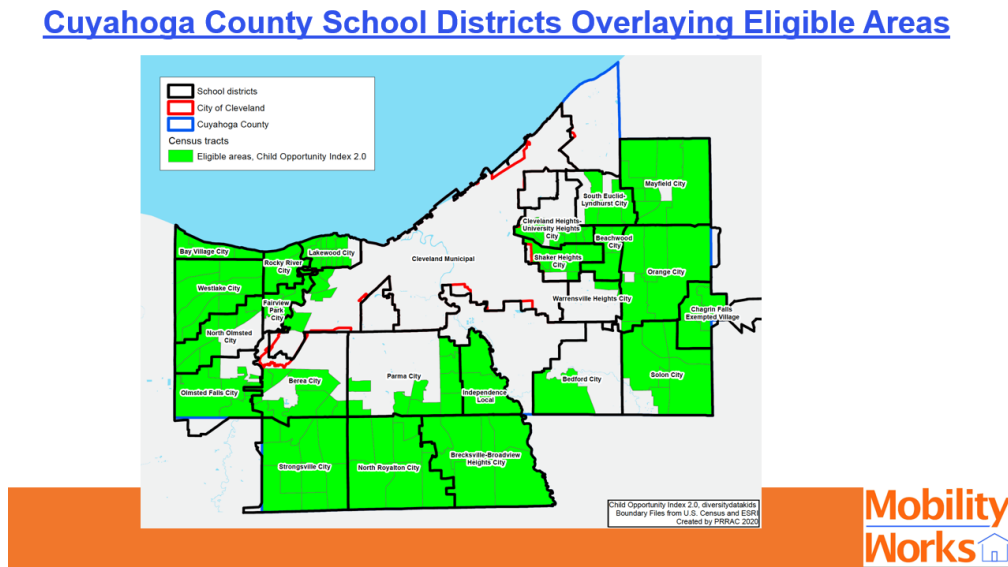 Cuyahoga County School Districts Overlaying Eligible Areas
School districts
City of Cleveland
Cuyahoga County
Census tracts
Eligible areas, Child Opportunity Index 2.0
Mayfield City
South Euclid-
Lyndhurst City
Cleveland Heights-
University Heights
City
Beachwood
City
Bay Village City
Rocky River
City
Lakewood City
Cleveland Municipal
Shaker Heights
City
Orange City
Westlake City
Warrensville Heights City
Fairview
Park
City
Chagrin Falls
Exempted Village
North Olmsted
City
Berea City
Parma City
Bedford City
Solon City
Olmsted Falls City
Independence
Local
Strongsville City
North Royalton City
Brecksville-Broadview
Heights City
Child Opportunity Index 2.0, diversitydatakids
Boundary Files from U.S. Census and ESRI
Created by PRRAC 2020
Mobility
Works